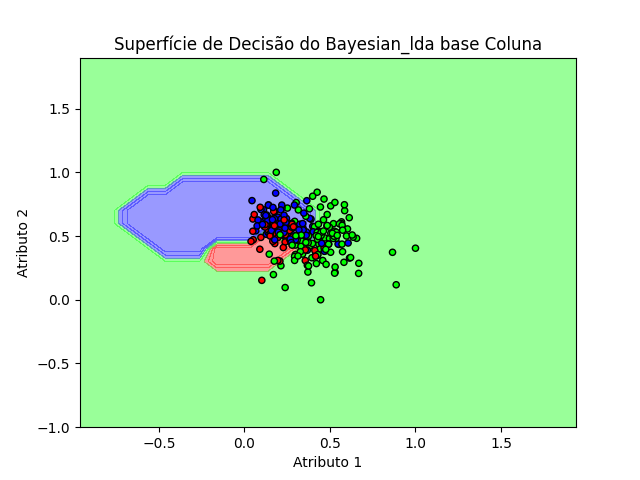 Superfície de Decisão do Bayesian_lda base Coluna
Atributo 2
1.5
1.0
0.5
0.0
−0.5
−1.0
−0.5 0.0 0.5 1.0 1.5
Atributo 1